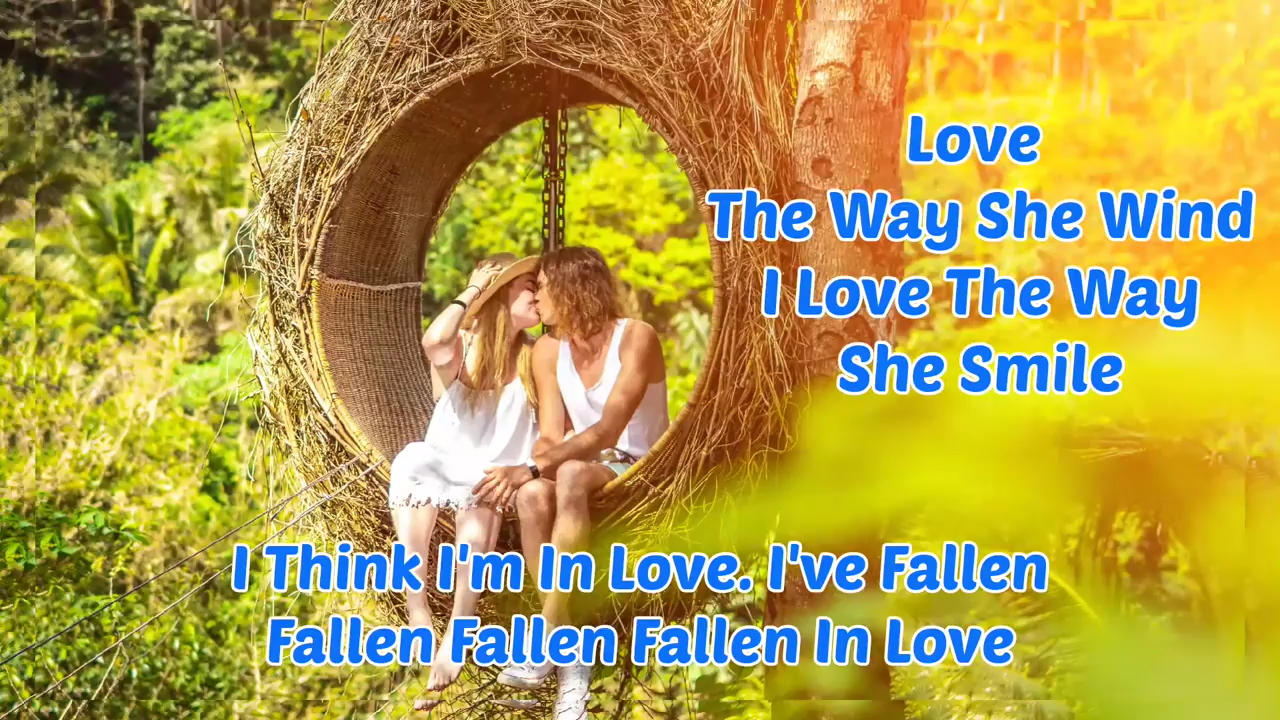 Love
The Way She Wind
I Love The Way
She Smile
I Think I'm In Love. I've Fallen
Fallen Fallen Fallen In Love